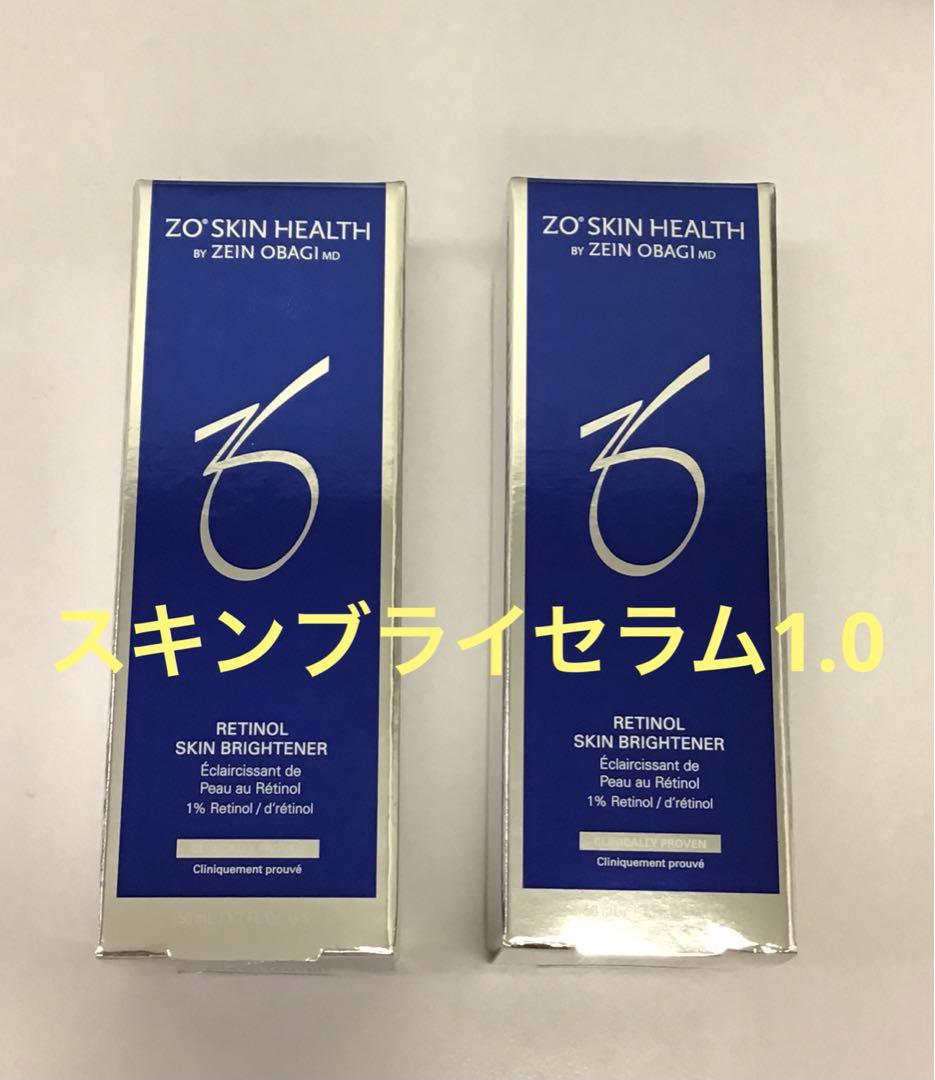 ZO® SKIN HEALTH
BY ZEIN OBAGI MD
RETINOL
SKIN BRIGHTENER
Éclaircissant de
Peau au Rétinol
1% Retinol / d'rétinol
Cliniquement prouvé
ZO® SKIN HEALTH
BY ZEIN OBAGI MD
RETINOL
SKIN BRIGHTENER
Éclaircissant de
Peau au Rétinol
1% Retinol / d'rétinol
CLINICALLY PROVEN
Cliniquement prouvé
スキンブライセラム1.0